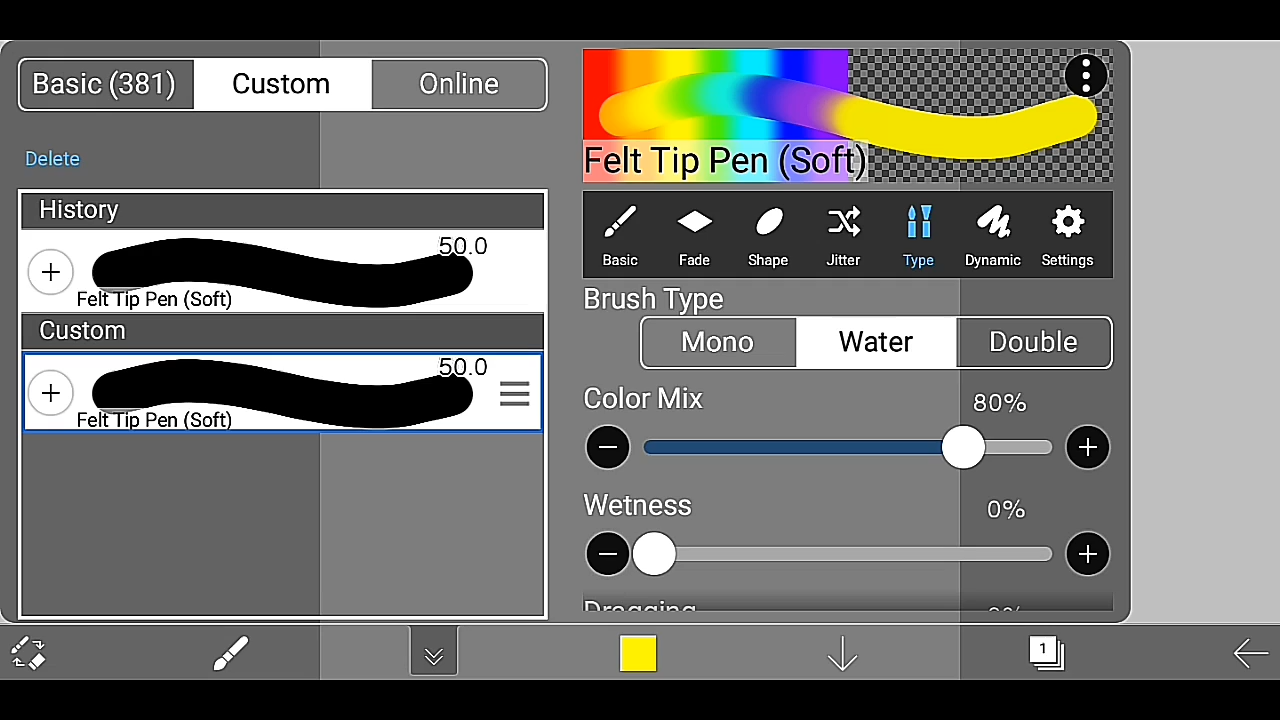 Basic (381) Custom Online
Delete
History
50.0
Felt Tip Pen (Soft)
Custom
50.0
Felt Tip Pen (Soft)
Felt Tip Pen (Soft)
Basic Fade Shape Jitter Type Dynamic Settings
Brush Type
Mono Water Double
Color Mix 80%
Wetness 0%
Dragging
1